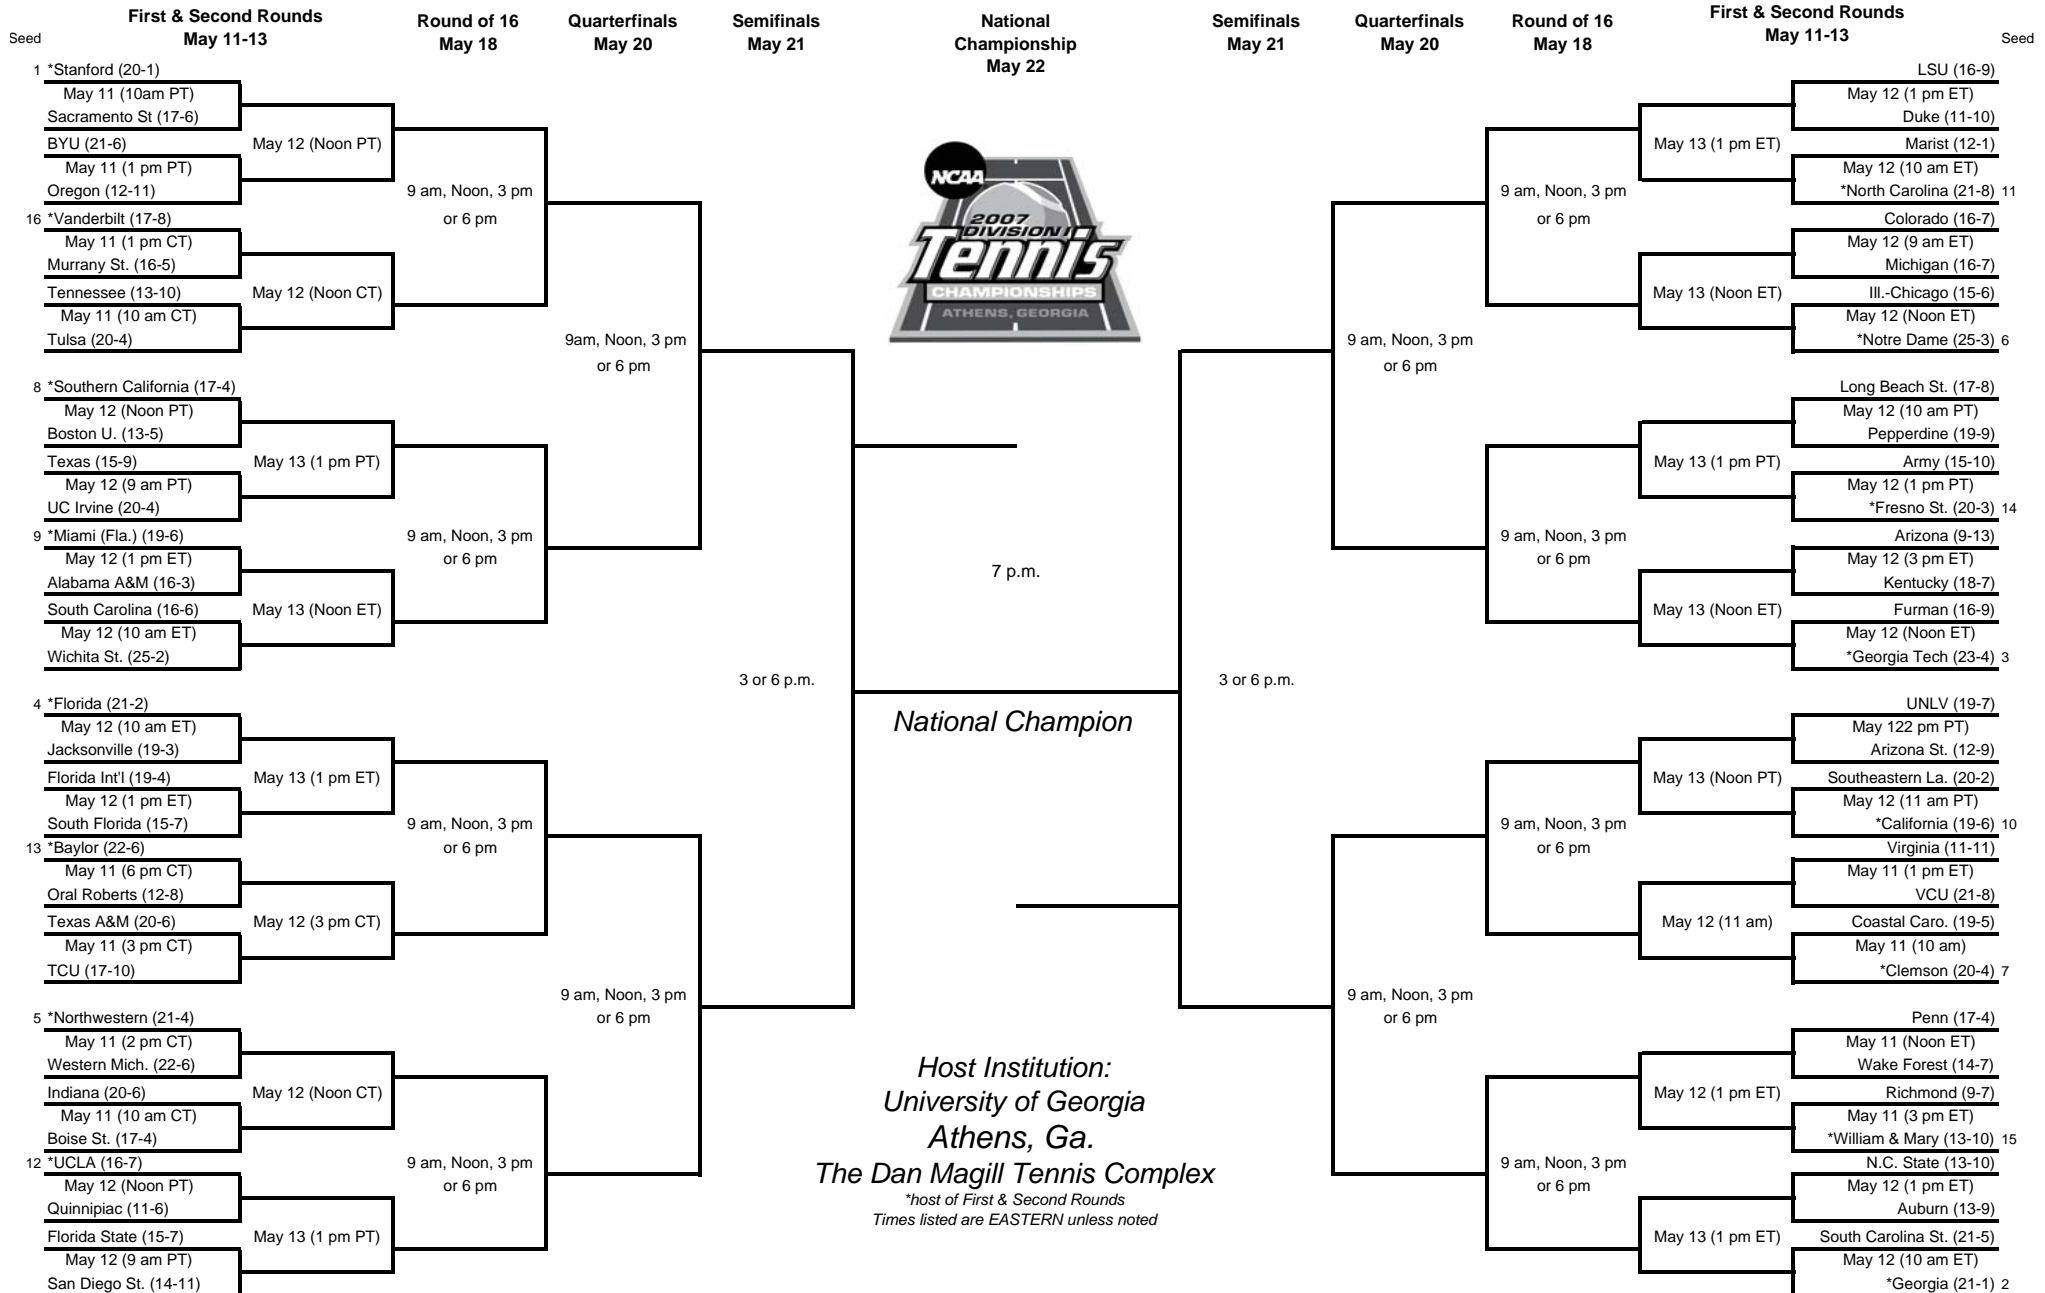 First & Second Rounds
May 11-13
Round of 16
May 18
Quarterfinals
May 20
Semifinals
May 21
National
Championship
May 22
Semifinals
May 21
Quarterfinals
May 20
Round of 16
May 18
First & Second Rounds
May 11-13
Seed
Seed
1 *Stanford (20-1)
May 11 (10am PT)
Sacramento St (17-6)
BYU (21-6)
May 11 (1 pm PT)
Oregon (12-11)
16 *Vanderbilt (17-8)
May 11 (1 pm CT)
Murrany St. (16-5)
Tennessee (13-10)
May 11 (10 am CT)
Tulsa (20-4)
8 *Southern California (17-4)
May 12 (Noon PT)
Boston U. (13-5)
Texas (15-9)
May 12 (9 am PT)
UC Irvine (20-4)
9 *Miami (Fla.) (19-6)
May 12 (1 pm ET)
Alabama A&M (16-3)
South Carolina (16-6)
May 12 (10 am ET)
Wichita St. (25-2)
4 *Florida (21-2)
May 12 (10 am ET)
Jacksonville (19-3)
Florida Int'l (19-4)
May 12 (1 pm ET)
South Florida (15-7)
13 *Baylor (22-6)
May 11 (6 pm CT)
Oral Roberts (12-8)
Texas A&M (20-6)
May 11 (3 pm CT)
TCU (17-10)
5 *Northwestern (21-4)
May 11 (2 pm CT)
Western Mich. (22-6)
Indiana (20-6)
May 11 (10 am CT)
Boise St. (17-4)
12 *UCLA (16-7)
May 12 (Noon PT)
Quinnipiac (11-6)
Florida State (15-7)
May 12 (9 am PT)
San Diego St. (14-11)
May 12 (Noon PT)
May 12 (Noon CT)
May 13 (1 pm PT)
May 13 (Noon ET)
May 13 (1 pm ET)
May 12 (3 pm CT)
May 12 (Noon CT)
May 13 (1 pm PT)
9 am, Noon, 3 pm
or 6 pm
9 am, Noon, 3 pm
or 6 pm
9 am, Noon, 3 pm
or 6 pm
9 am, Noon, 3 pm
or 6 pm
9am, Noon, 3 pm
or 6 pm
9 am, Noon, 3 pm
or 6 pm
3 or 6 p.m.
NCAA
2007
DIVISION I
Tennis
CHAMPIONSHIPS
ATHENS, GEORGIA
7 p.m.
National Champion
Host Institution:
University of Georgia
Athens, Ga.
The Dan Magill Tennis Complex
*host of First & Second Rounds
Times listed are EASTERN unless noted
3 or 6 p.m.
9 am, Noon, 3 pm
or 6 pm
9 am, Noon, 3 pm
or 6 pm
9 am, Noon, 3 pm
or 6 pm
9 am, Noon, 3 pm
or 6 pm
9 am, Noon, 3 pm
or 6 pm
9 am, Noon, 3 pm
or 6 pm
May 13 (1 pm ET)
May 13 (Noon ET)
May 13 (1 pm PT)
May 13 (Noon ET)
May 13 (Noon PT)
May 12 (11 am)
May 12 (1 pm ET)
May 13 (1 pm ET)
LSU (16-9)
May 12 (1 pm ET)
Duke (11-10)
Marist (12-1)
May 12 (10 am ET)
*North Carolina (21-8) 11
Colorado (16-7)
May 12 (9 am ET)
Michigan (16-7)
Ill.-Chicago (15-6)
May 12 (Noon ET)
*Notre Dame (25-3) 6
Long Beach St. (17-8)
May 12 (10 am PT)
Pepperdine (19-9)
Army (15-10)
May 12 (1 pm PT)
*Fresno St. (20-3) 14
Arizona (9-13)
May 12 (3 pm ET)
Kentucky (18-7)
Furman (16-9)
May 12 (Noon ET)
*Georgia Tech (23-4) 3
UNLV (19-7)
May 122 pm PT)
Arizona St. (12-9)
Southeastern La. (20-2)
May 12 (11 am PT)
*California (19-6) 10
Virginia (11-11)
May 11 (1 pm ET)
VCU (21-8)
Coastal Caro. (19-5)
May 11 (10 am)
*Clemson (20-4) 7
Penn (17-4)
May 11 (Noon ET)
Wake Forest (14-7)
Richmond (9-7)
May 11 (3 pm ET)
*William & Mary (13-10) 15
N.C. State (13-10)
May 12 (1 pm ET)
Auburn (13-9)
South Carolina St. (21-5)
May 12 (10 am ET)
*Georgia (21-1) 2